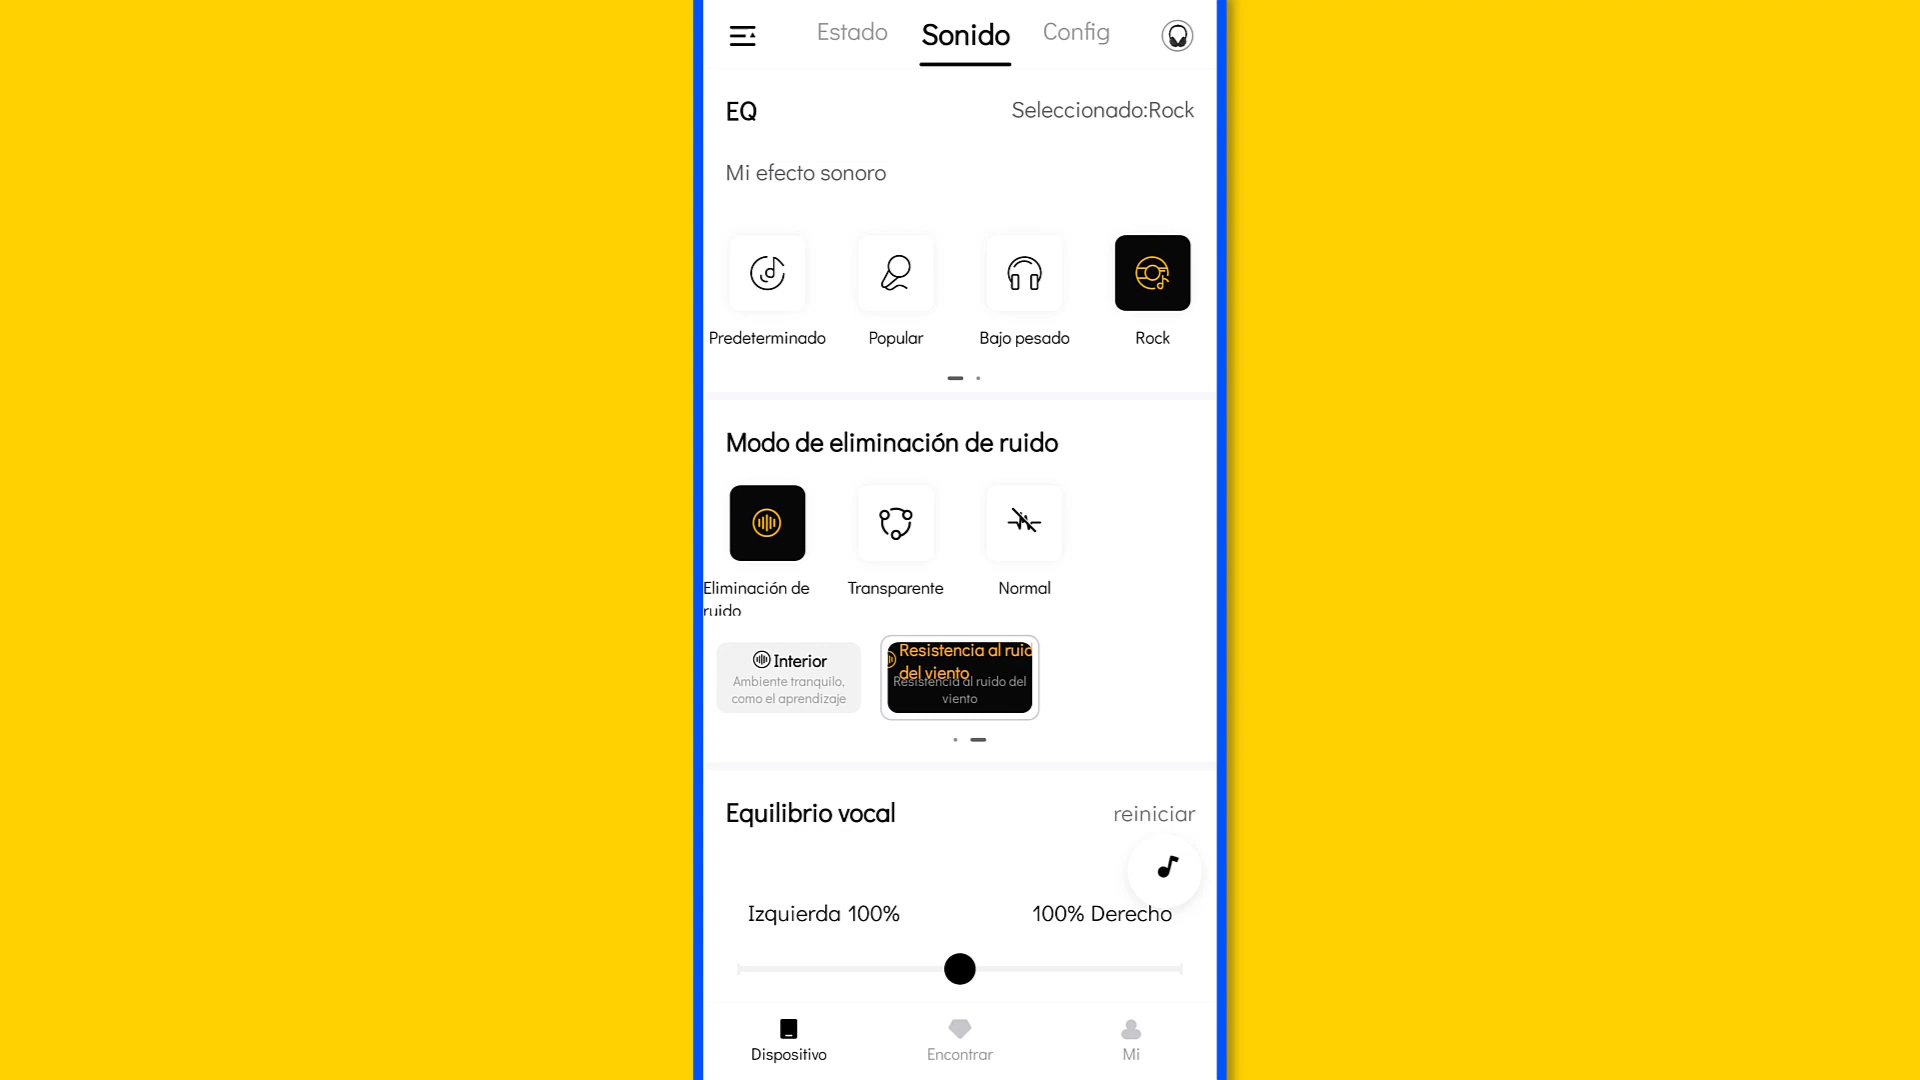 Estado Sonido Config
EQ Seleccionado:Rock
Mi efecto sonoro
Predeterminado Popular Bajo pesado Rock
Modo de eliminación de ruido
Eliminación de Transparente Normal
ruido
Interior
Ambiente tranquilo,
como el aprendizaje
Resistencia al ruid
del viento
Resistencia al ruido del
viento
Equilibrio vocal reiniciar
Izquierda 100% 100% Derecho
Dispositivo Encontrar Mi